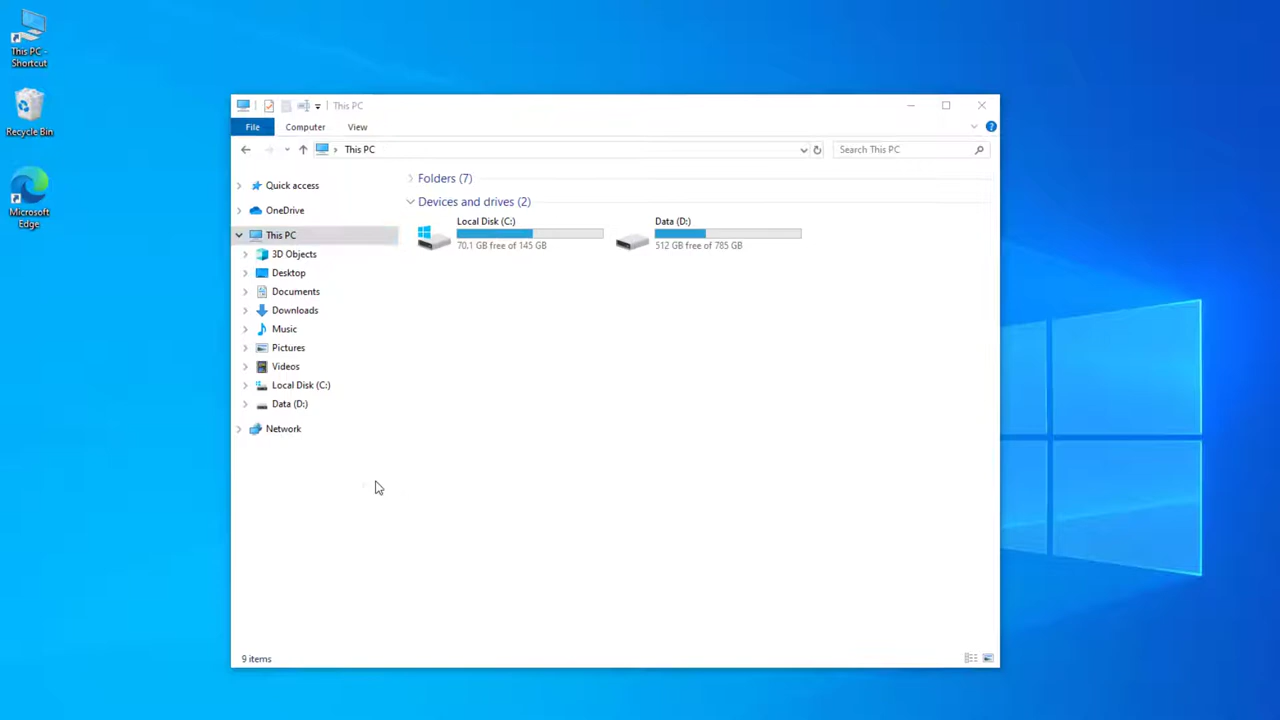 This PC -
Shortcut
Recycle Bin
Microsoft
Edge
This PC
File
Computer
View
This PC
Search This PC
Quick access
OneDrive
This PC
3D Objects
Desktop
Documents
Downloads
Music
Pictures
Videos
Local Disk (C:)
Data (D:)
Network
Folders (7)
Devices and drives (2)
Local Disk (C:)
70.1 GB free of 145 GB
Data (D:)
512 GB free of 785 GB
9 items